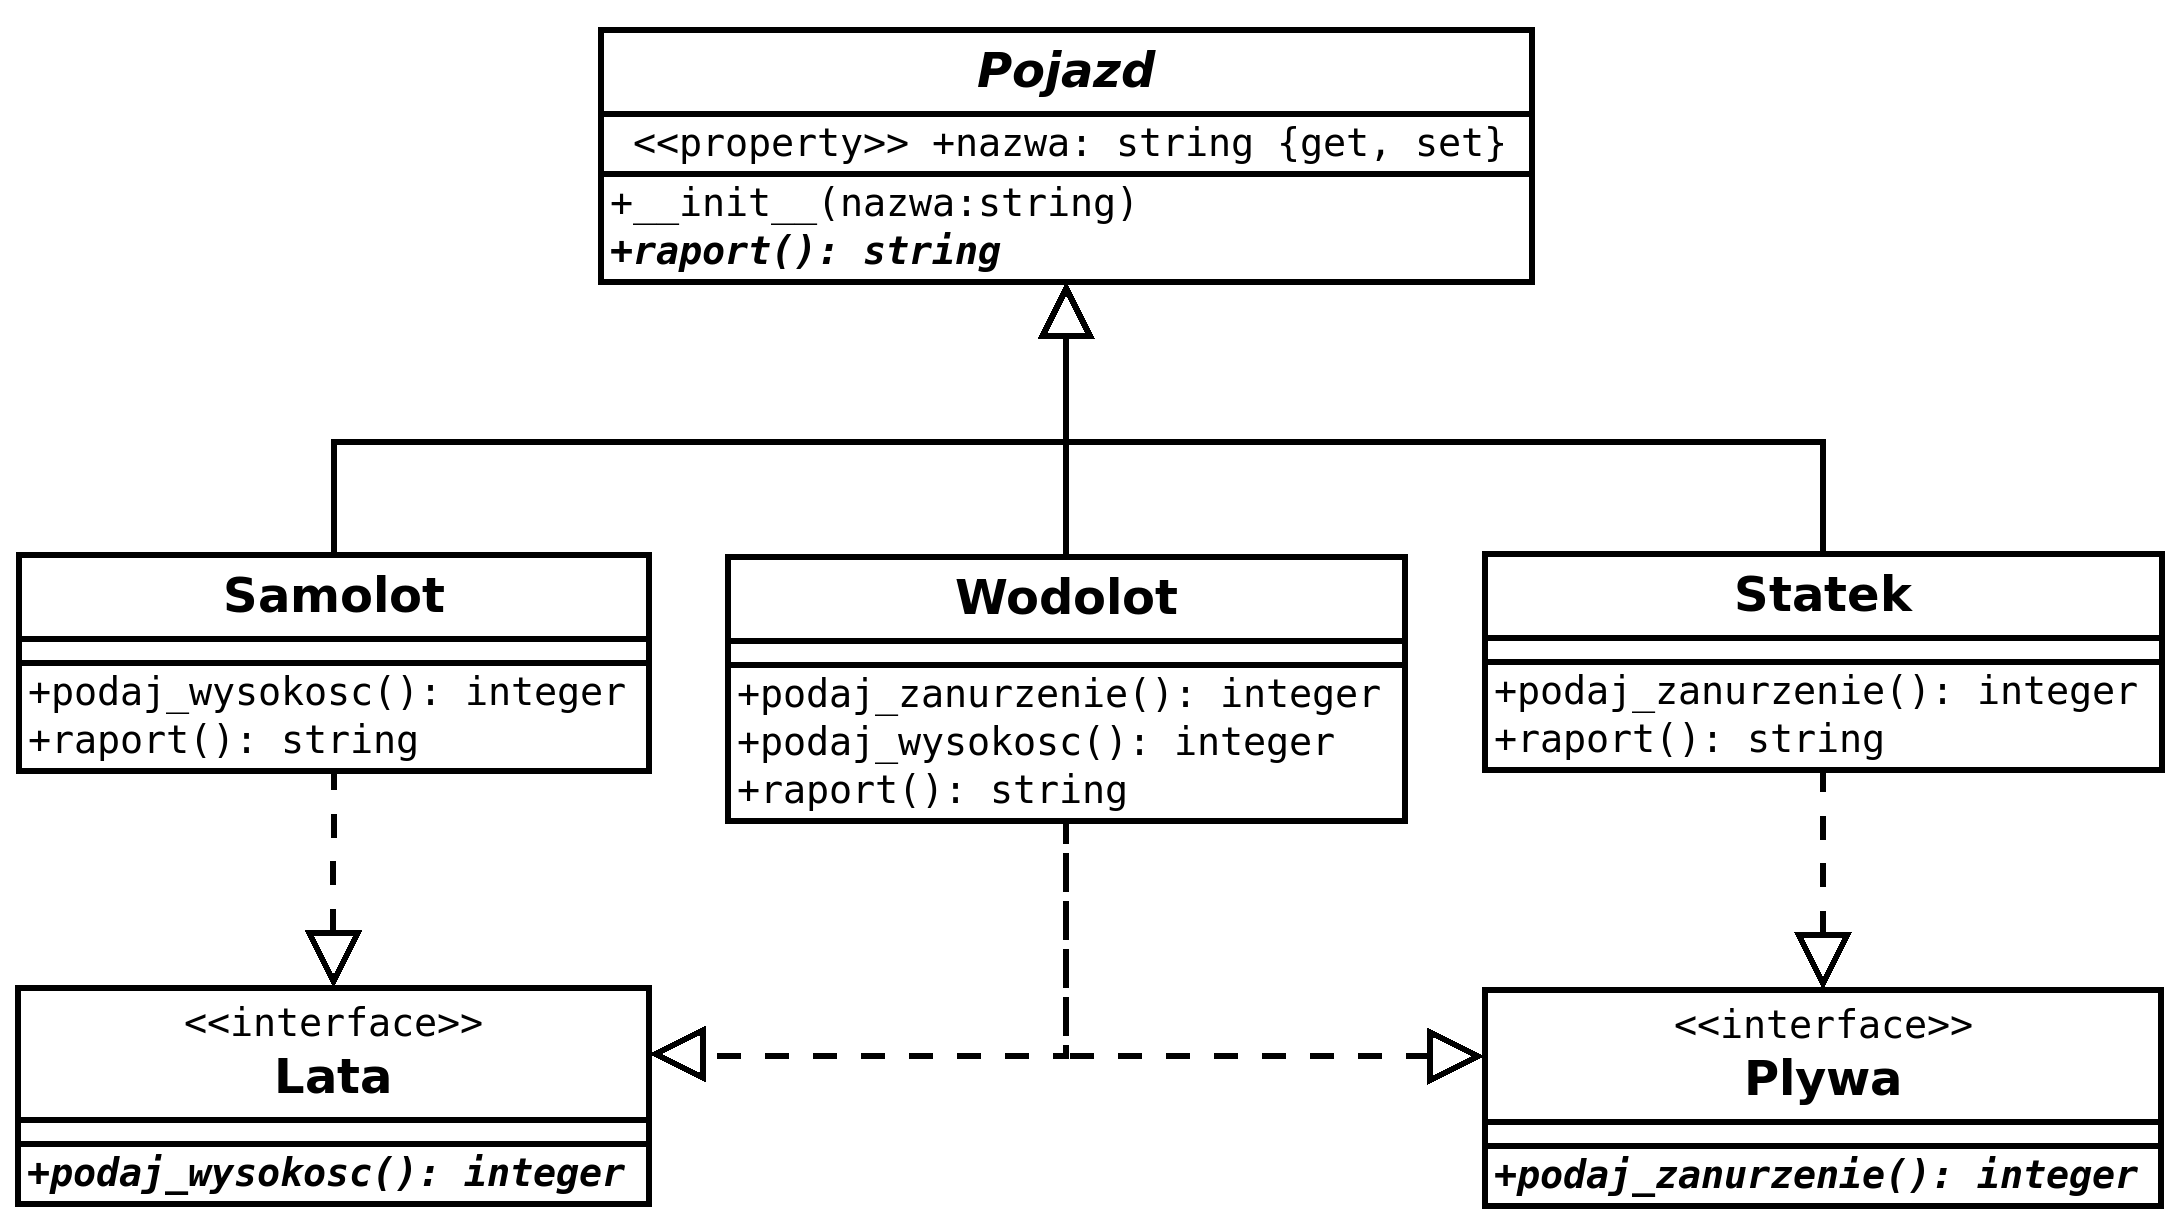 Pojazd
<<property>> +nazwa: string {get, set}
+__init__(nazwa:string)
+raport(): string
Samolot
+podaj_wysokosc(): integer
+raport(): string
Wodolot
+podaj_zanurzenie(): integer
+podaj_wysokosc(): integer
+raport(): string
Statek
+podaj_zanurzenie(): integer
+raport(): string
<<interface>>
Lata
+podaj_wysokosc(): integer
<<interface>>
Plywa
+podaj_zanurzenie(): integer